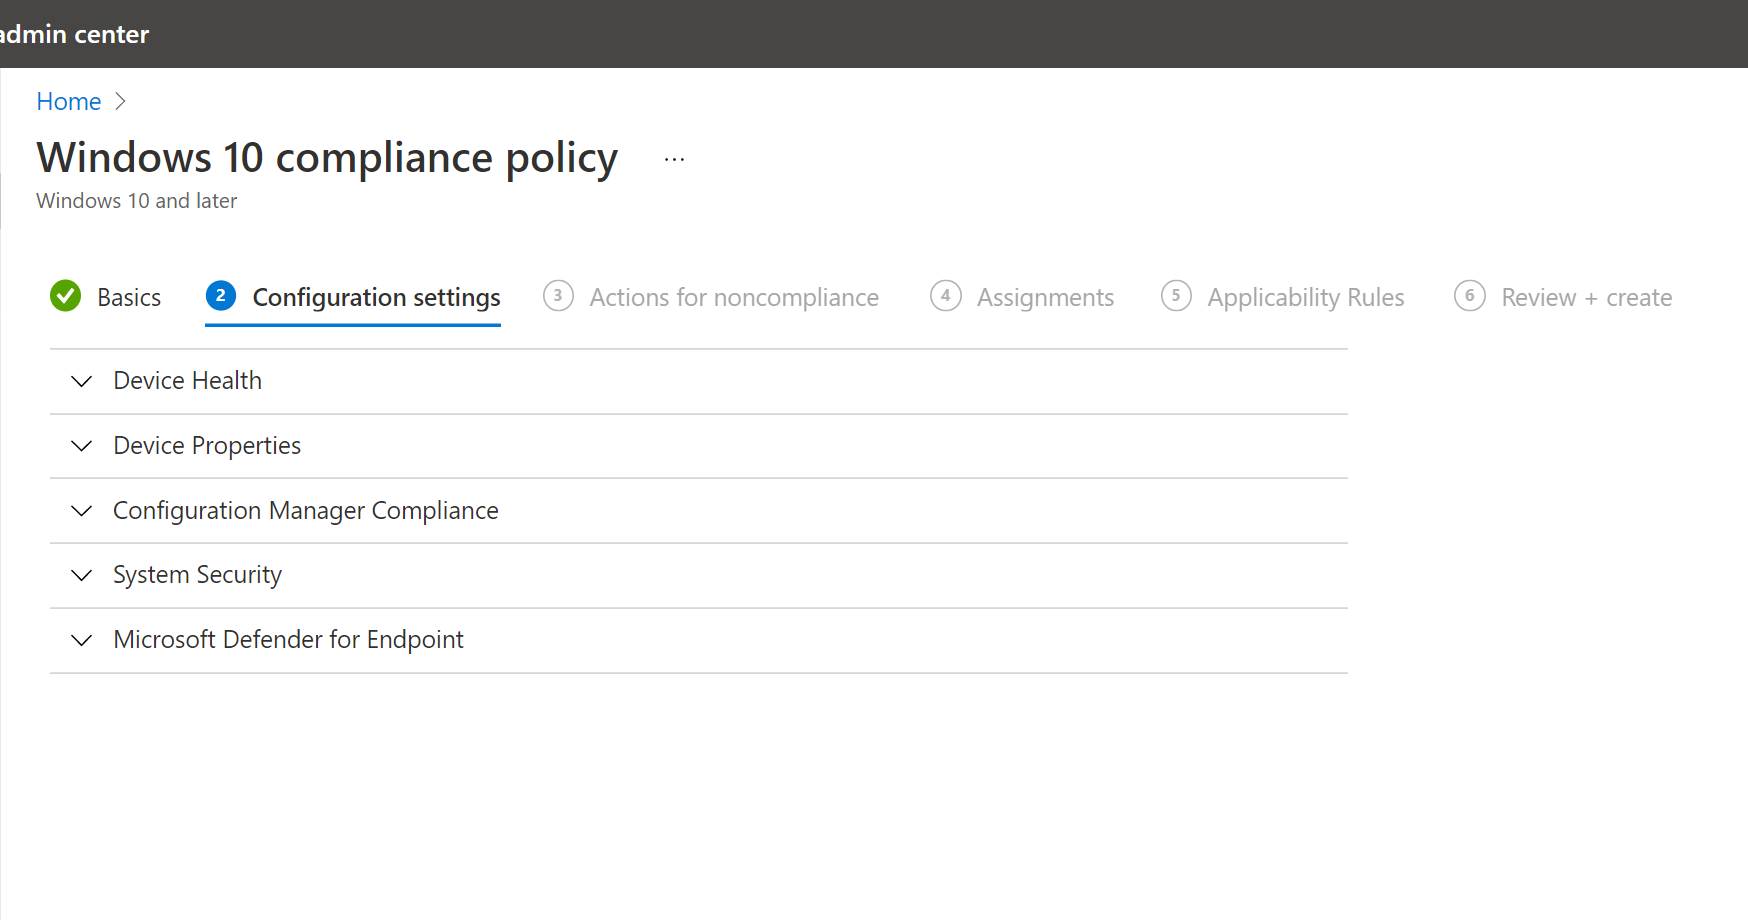 admin center
Home
Windows 10 compliance policy ...
Windows 10 and later
Basics 2 Configuration settings 3 Actions for noncompliance 4 Assignments 5 Applicability Rules 6 Review + create
Device Health
Device Properties
Configuration Manager Compliance
System Security
Microsoft Defender for Endpoint